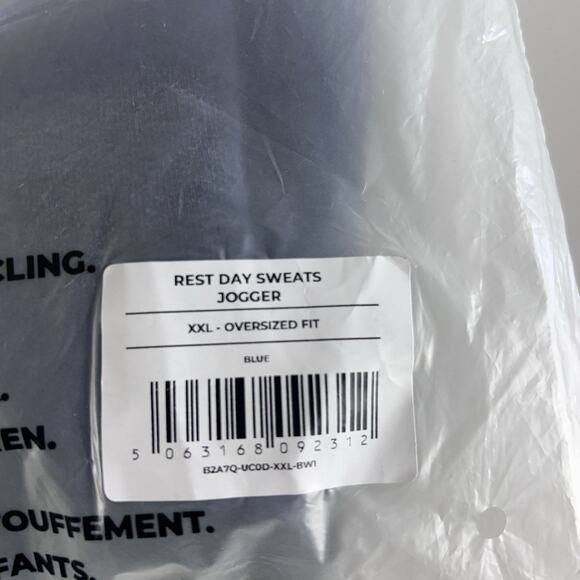 CLING.
REST DAY SWEATS
JOGGER
XXL - OVERSIZED FIT
BLUE
5 063168 092312
B2A7Q-UC0D-XXL-BW1
EN.
OUFFEMENT.
FANTS.